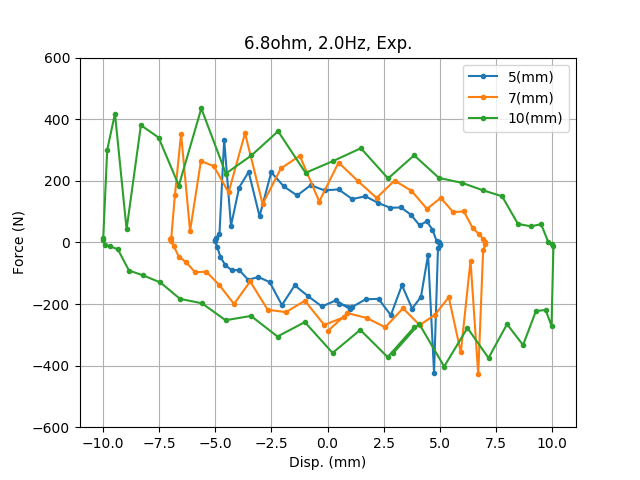 6.8ohm, 2.0Hz, Exp.
600
400
200
0
−200
−400
−600
Force (N)
5(mm)
7(mm)
10(mm)
−10.0 −7.5 −5.0 −2.5 0.0 2.5 5.0 7.5 10.0
Disp. (mm)